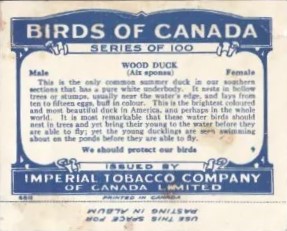 BIRDS OF CANADA
SERIES OF 100
WOOD DUCK
Male (Aix sponsa) Female
This is the only common summer duck in our southern
sections that has a pure white underbody. It nests in hollow
trees or stumps, usually near the water's edge, and lays from
ten to fifteen eggs, buff in colour. This is the brightest coloured
and most beautiful duck in America, and perhaps in the whole
world. It is most remarkable that these water birds should
nest in trees and yet bring their young to the water before they
are able to fly; yet the young ducklings are seen swimming
about on the ponds before they are able to fly.
We should protect our birds
ISSUED BY
IMPERIAL TOBACCO COMPANY
OF CANADA LIMITED
PRINTED IN CANADA
USE THIS SPACE FOR
PASTING IN ALBUM